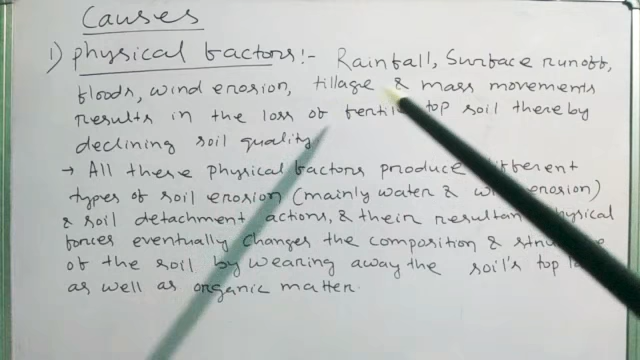 Causes
1) Physical factors:- Rainfall, Surface runoff,
floods, wind erosion, tillage & mass movements
results in the loss of fertile top soil thereby
declining soil quality
→ All these physical factors produce different
types of soil erosion (mainly water & wind erosion)
& soil detachment actions, & their resultant physical
forces eventually changes the composition & structure
of the soil by wearing away the soil's top
as well as organic matter.